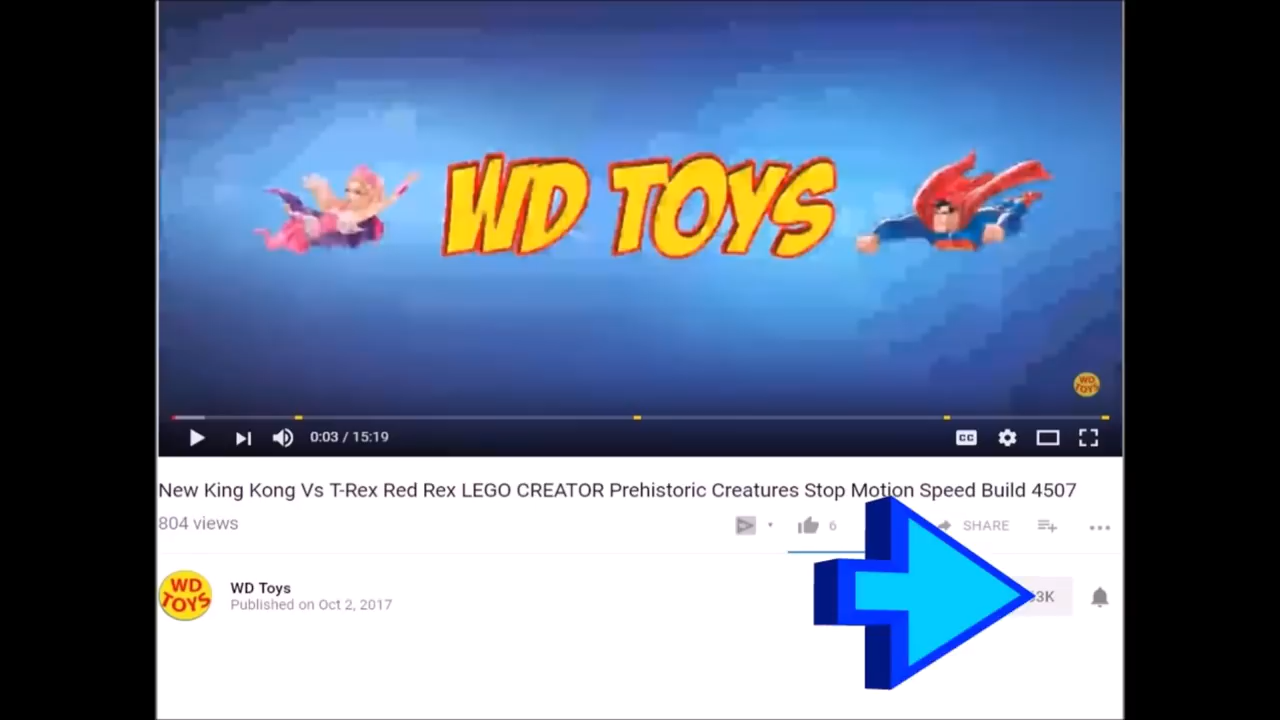 WD TOYS
WD
TOYS
0:03 / 15:19
CC
New King Kong Vs T-Rex Red Rex LEGO CREATOR Prehistoric Creatures Stop Motion Speed Build 4507
804 views
6
SHARE
WD
TOYS
WD Toys
Published on Oct 2, 2017
3K